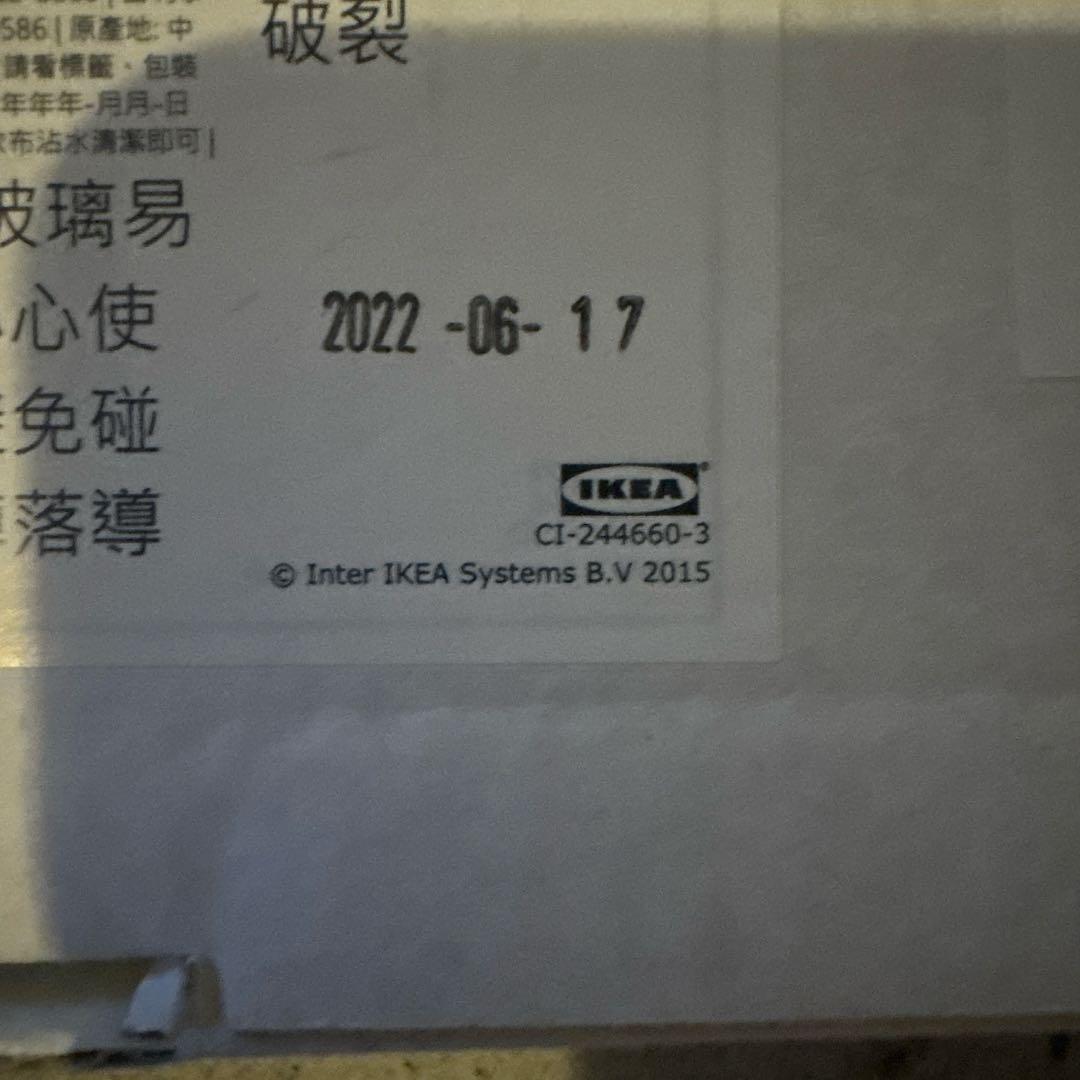 586 | 原產地: 中
請看標籤、包裝
年年年-月月-日
布沾水清潔即可 |
破裂
玻璃易
心使
免碰
落導
2022 -06- 17
IKEA
CI-244660-3
© Inter IKEA Systems B.V 2015